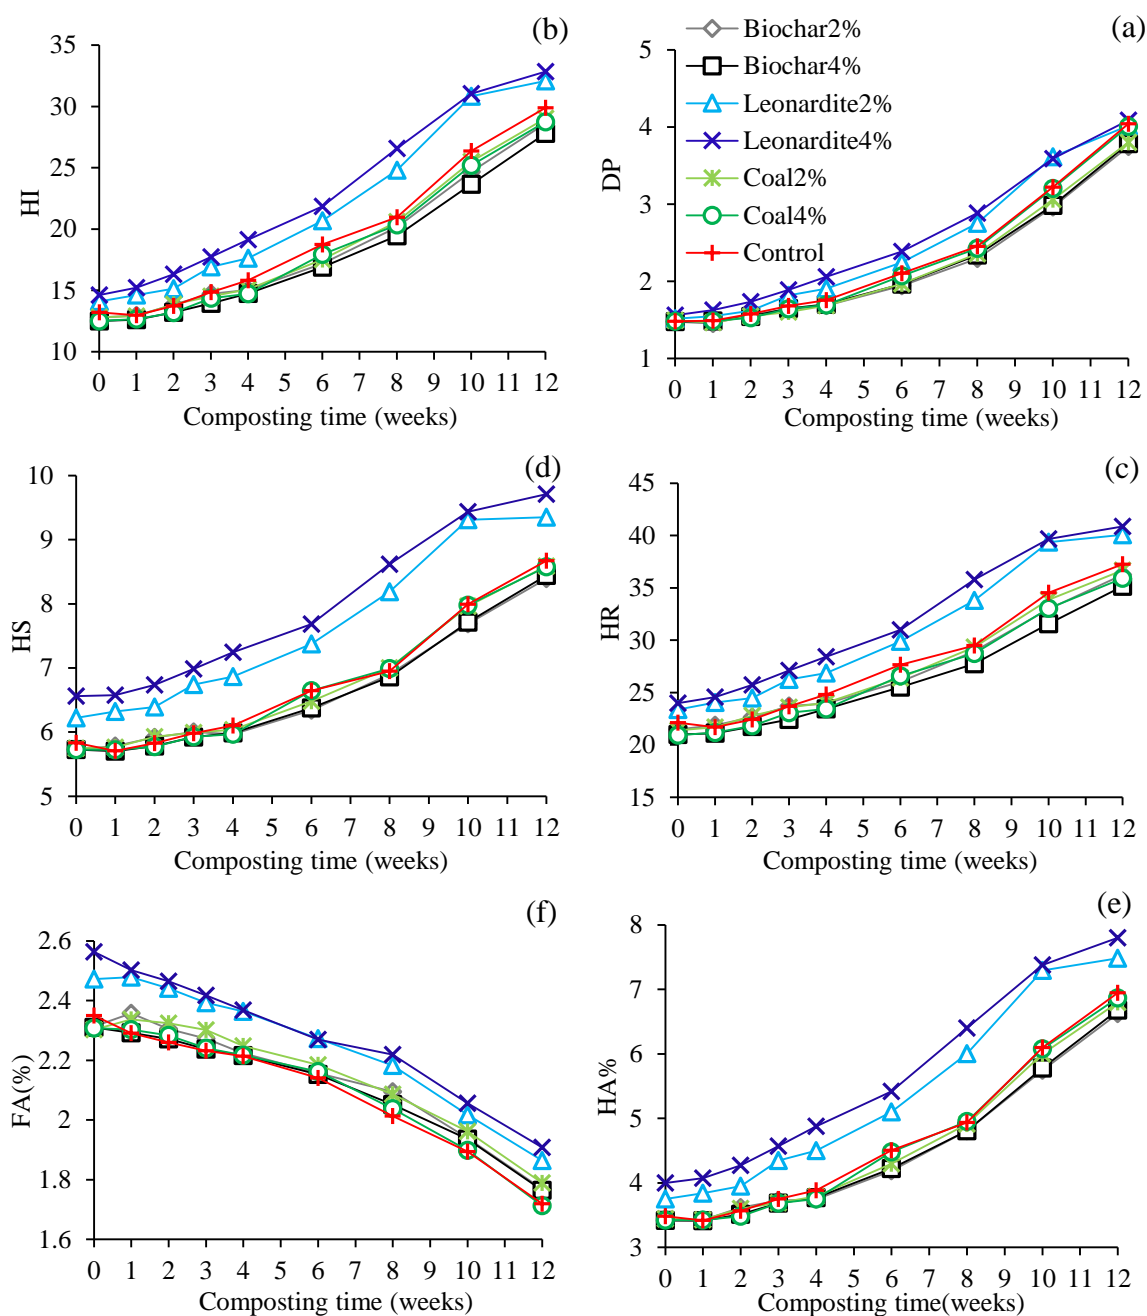 (b)
HI
35
30
25
20
15
10
0 1 2 3 4 5 6 7 8 9 10 11 12
Composting time (weeks)
(a)
DP
5
4
3
2
1
0 1 2 3 4 5 6 7 8 9 10 11 12
Composting time (weeks)
Biochar2%
Biochar4%
Leonardite2%
Leonardite4%
Coal2%
Coal4%
Control
(d)
HS
10
9
8
7
6
5
0 1 2 3 4 5 6 7 8 9 10 11 12
Composting time (weeks)
(c)
HR
45
40
35
30
25
20
15
0 1 2 3 4 5 6 7 8 9 10 11 12
Composting time (weeks)
(f)
FA(%)
2.6
2.4
2.2
2
1.8
1.6
0 1 2 3 4 5 6 7 8 9 10 11 12
Composting time (weeks)
(e)
HA%
8
7
6
5
4
3
0 1 2 3 4 5 6 7 8 9 10 11 12
Composting time(weeks)